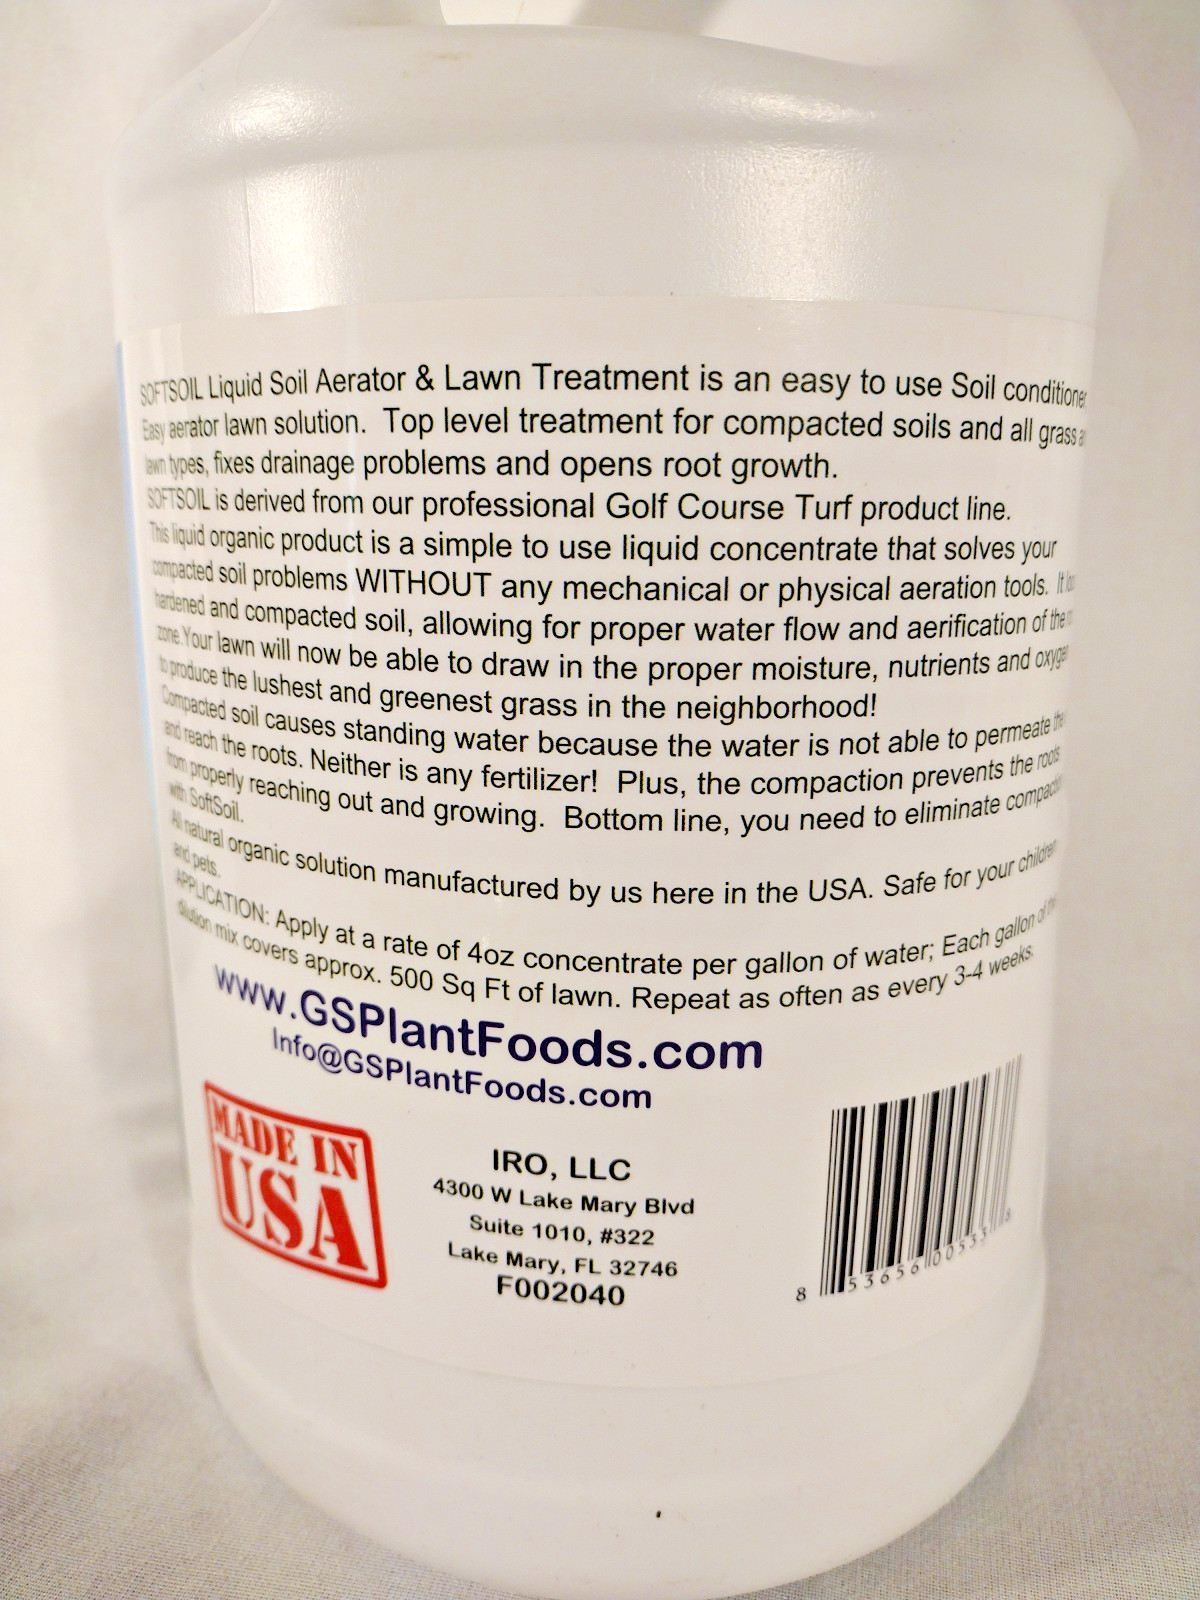 SOFTSOIL Liquid Soil Aerator & Lawn Treatment is an easy to use Soil conditioner
Easy aerator lawn solution. Top level treatment for compacted soils and all grass
lawn types, fixes drainage problems and opens root growth.
SOFTSOIL is derived from our professional Golf Course Turf product line.
This liquid organic product is a simple to use liquid concentrate that solves your
compacted soil problems WITHOUT any mechanical or physical aeration tools. It
hardened and compacted soil, allowing for proper water flow and aerification of the
zone. Your lawn will now be able to draw in the proper moisture, nutrients and oxygen
to produce the lushest and greenest grass in the neighborhood!
Compacted soil causes standing water because the water is not able to permeate the
and reach the roots. Neither is any fertilizer! Plus, the compaction prevents the roots
from properly reaching out and growing. Bottom line, you need to eliminate compaction
with SoftSoil.
All natural organic solution manufactured by us here in the USA. Safe for your children
and pets.
APPLICATION: Apply at a rate of 4oz concentrate per gallon of water; Each gallon of this
dilution mix covers approx. 500 Sq Ft of lawn. Repeat as often as every 3-4 weeks.
www.GSPlantFoods.com
Info@GSPlantFoods.com
MADE IN
USA
IRO, LLC
4300 W Lake Mary Blvd
Suite 1010, #322
Lake Mary, FL 32746
F002040
8 53656 00533 8